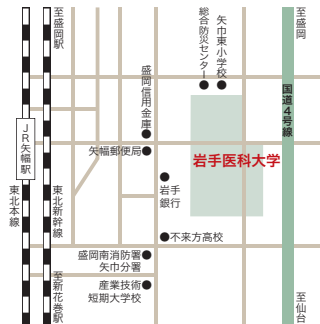 至盛岡駅
総合防災センター
矢巾東小学校
至盛岡
盛岡信用金庫
国道4号線
JR矢幅駅
矢幅郵便局
岩手医科大学
東北本線
東北新幹線
岩手
銀行
不来方高校
盛岡南消防署
矢巾分署
産業技術
短期大学校
至新花巻駅
至仙台